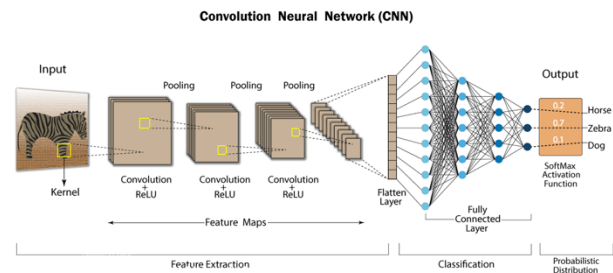 Convolution Neural Network (CNN)
Input
Output
Pooling
Pooling
Pooling
0.2
Horse
0.7
Zebra
0.1
Dog
Kernel
Convolution
+
ReLU
Convolution
+
ReLU
Convolution
+
ReLU
Flatten
Layer
SoftMax
Activation
Function
Feature Maps
Fully
Connected
Layer
Feature Extraction
Classification
Probabilistic
Distribution